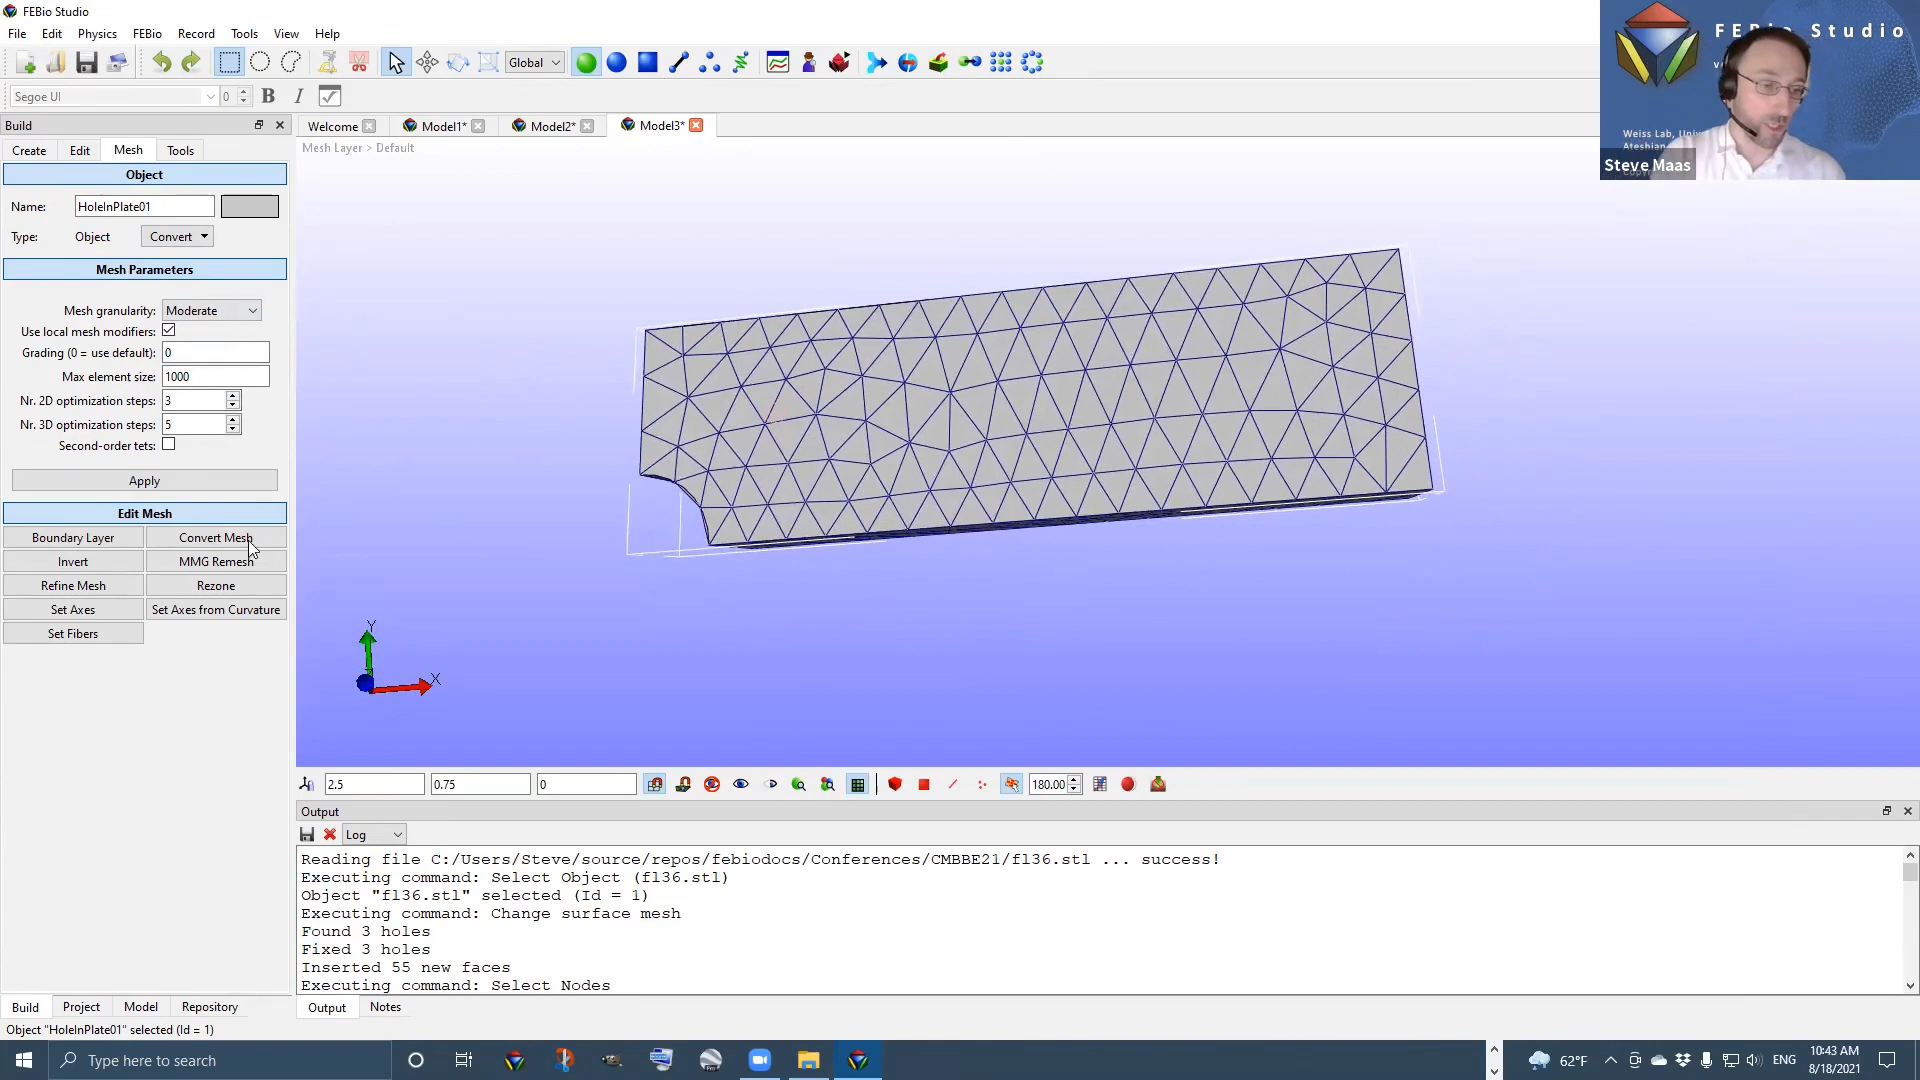 FEBio Studio
File Edit Physics FEBio Record Tools View Help
Global
Segoe UI 0 B I
Build
Welcome Model1* Model2* Model3*
Create Edit Mesh Tools
Mesh Layer > Default
Object
Name: HoleInPlate01
Type: Object Convert
Mesh Parameters
Mesh granularity: Moderate
Use local mesh modifiers:
Grading (0 = use default): 0
Max element size: 1000
Nr. 2D optimization steps: 3
Nr. 3D optimization steps: 5
Second-order tets:
Apply
Edit Mesh
Boundary Layer Convert Mesh
Invert MMG Remesh
Refine Mesh Rezone
Set Axes Set Axes from Curvature
Set Fibers
Y
X
FEBio Studio
Weiss Lab,
Ateshian
Steve Maas
2.5 0.75 0 180.00
Output
Log
Reading file C:/Users/Steve/source/repos/febiodocs/Conferences/CMBBE21/fl36.stl ... success!
Executing command: Select Object (fl36.stl)
Object "fl36.stl" selected (Id = 1)
Executing command: Change surface mesh
Found 3 holes
Fixed 3 holes
Inserted 55 new faces
Executing command: Select Nodes
Build Project Model Repository
Output Notes
Object "HoleInPlate01" selected (Id = 1)
Type here to search
62°F
ENG
10:43 AM
8/18/2021